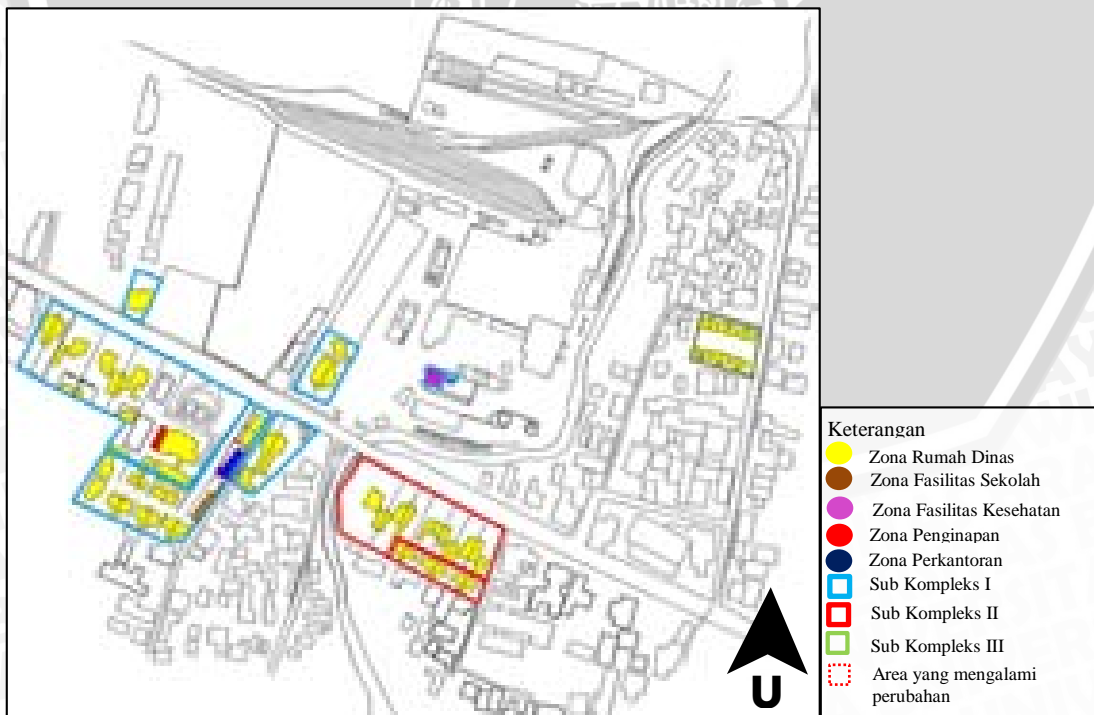 Keterangan
Zona Rumah Dinas
Zona Fasilitas Sekolah
Zona Fasilitas Kesehatan
Zona Penginapan
Zona Perkantoran
Sub Kompleks I
Sub Kompleks II
Sub Kompleks III
Area yang mengalami
perubahan
U